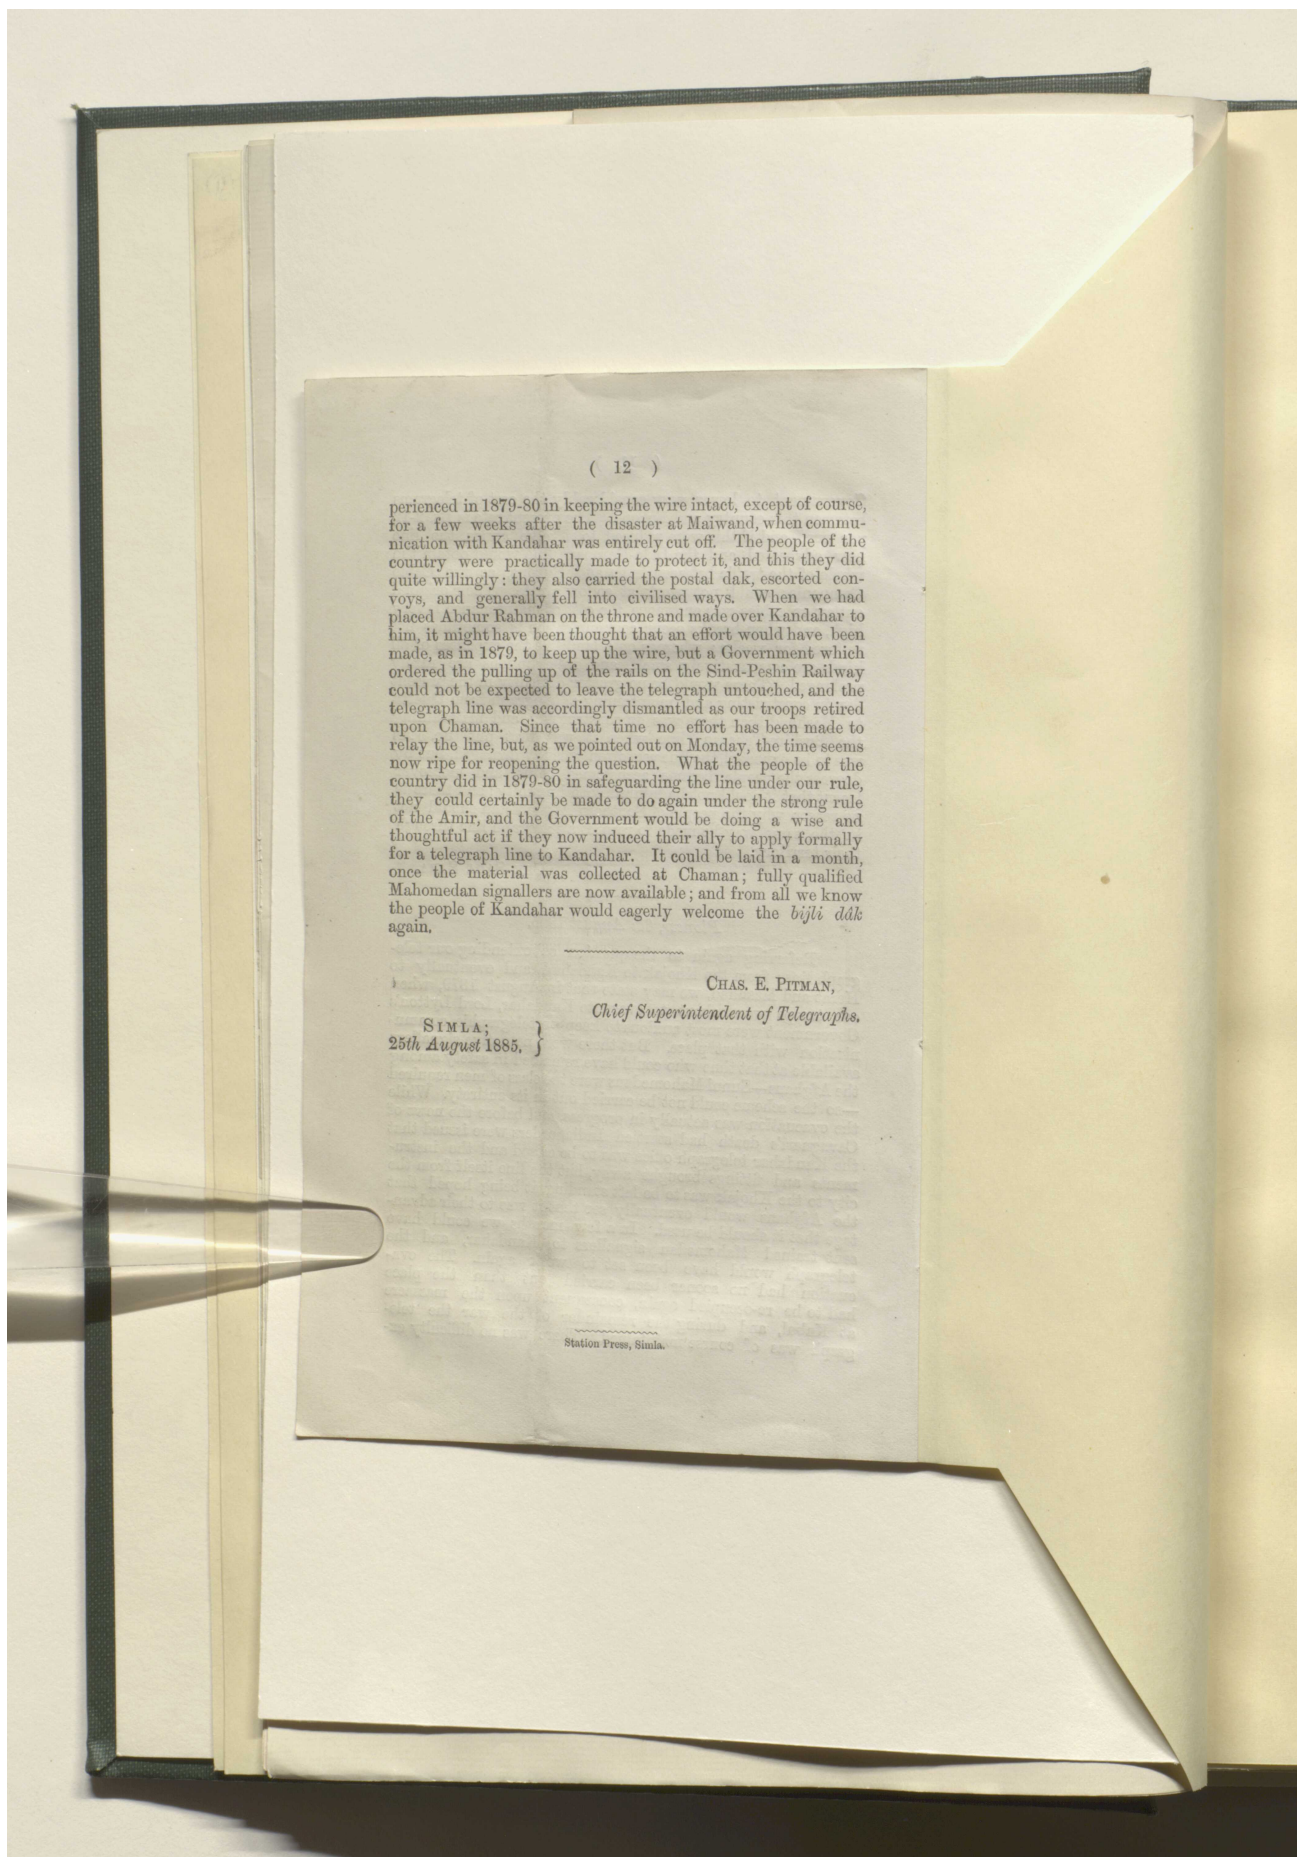 ( 12 )
perienced in 1879-80 in keeping the wire intact, except of course,
for a few weeks after the disaster at Maiwand, when commu-
nication with Kandahar was entirely cut off. The people of the
country were practically made to protect it, and this they did
quite willingly: they also carried the postal dak, escorted con-
voys, and generally fell into civilised ways. When we had
placed Abdur Rahman on the throne and made over Kandahar to
him, it might have been thought that an effort would have been
made, as in 1879, to keep up the wire, but a Government which
ordered the pulling up of the rails on the Sind-Peshin Railway
could not be expected to leave the telegraph untouched, and the
telegraph line was accordingly dismantled as our troops retired
upon Chaman. Since that time no effort has been made to
relay the line, but, as we pointed out on Monday, the time seems
now ripe for reopening the question. What the people of the
country did in 1879-80 in safeguarding the line under our rule,
they could certainly be made to do again under the strong rule
of the Amir, and the Government would be doing a wise and
thoughtful act if they now induced their ally to apply formally
for a telegraph line to Kandahar. It could be laid in a month,
once the material was collected at Chaman; fully qualified
Mahomedan signallers are now available; and from all we know
the people of Kandahar would eagerly welcome the bijli dâk
again.
CHAS. E. PITMAN,
Chief Superintendent of Telegraphs.
SIMLA;
25th August 1885. }
Station Press, Simla.